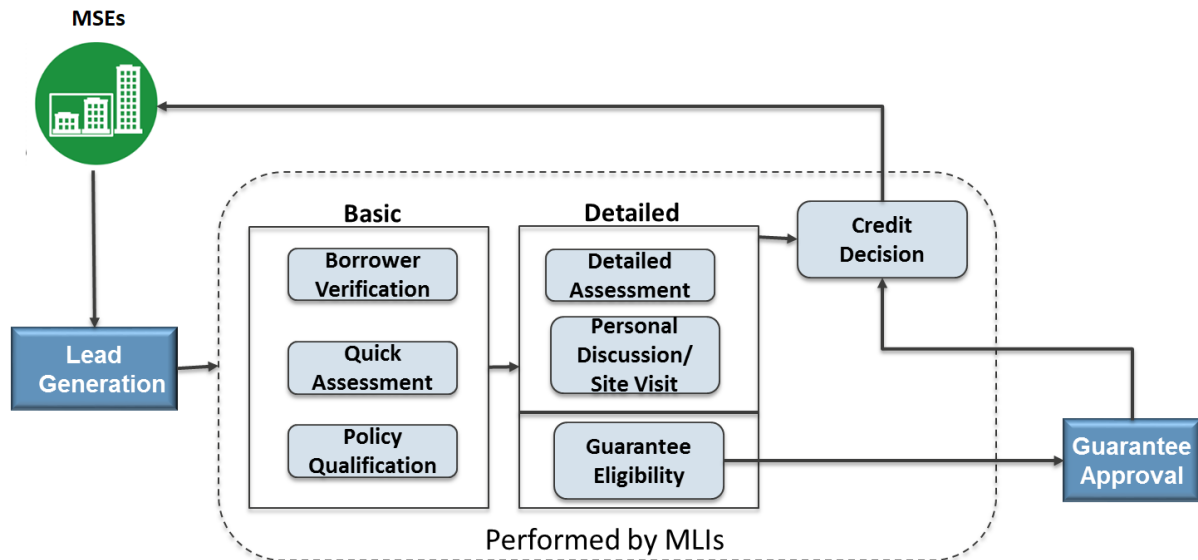 MSEs
Basic
Detailed
Borrower
Verification
Quick
Assessment
Policy
Qualification
Detailed
Assessment
Personal
Discussion/
Site Visit
Guarantee
Eligibility
Credit
Decision
Lead
Generation
Guarantee
Approval
Performed by MLIs